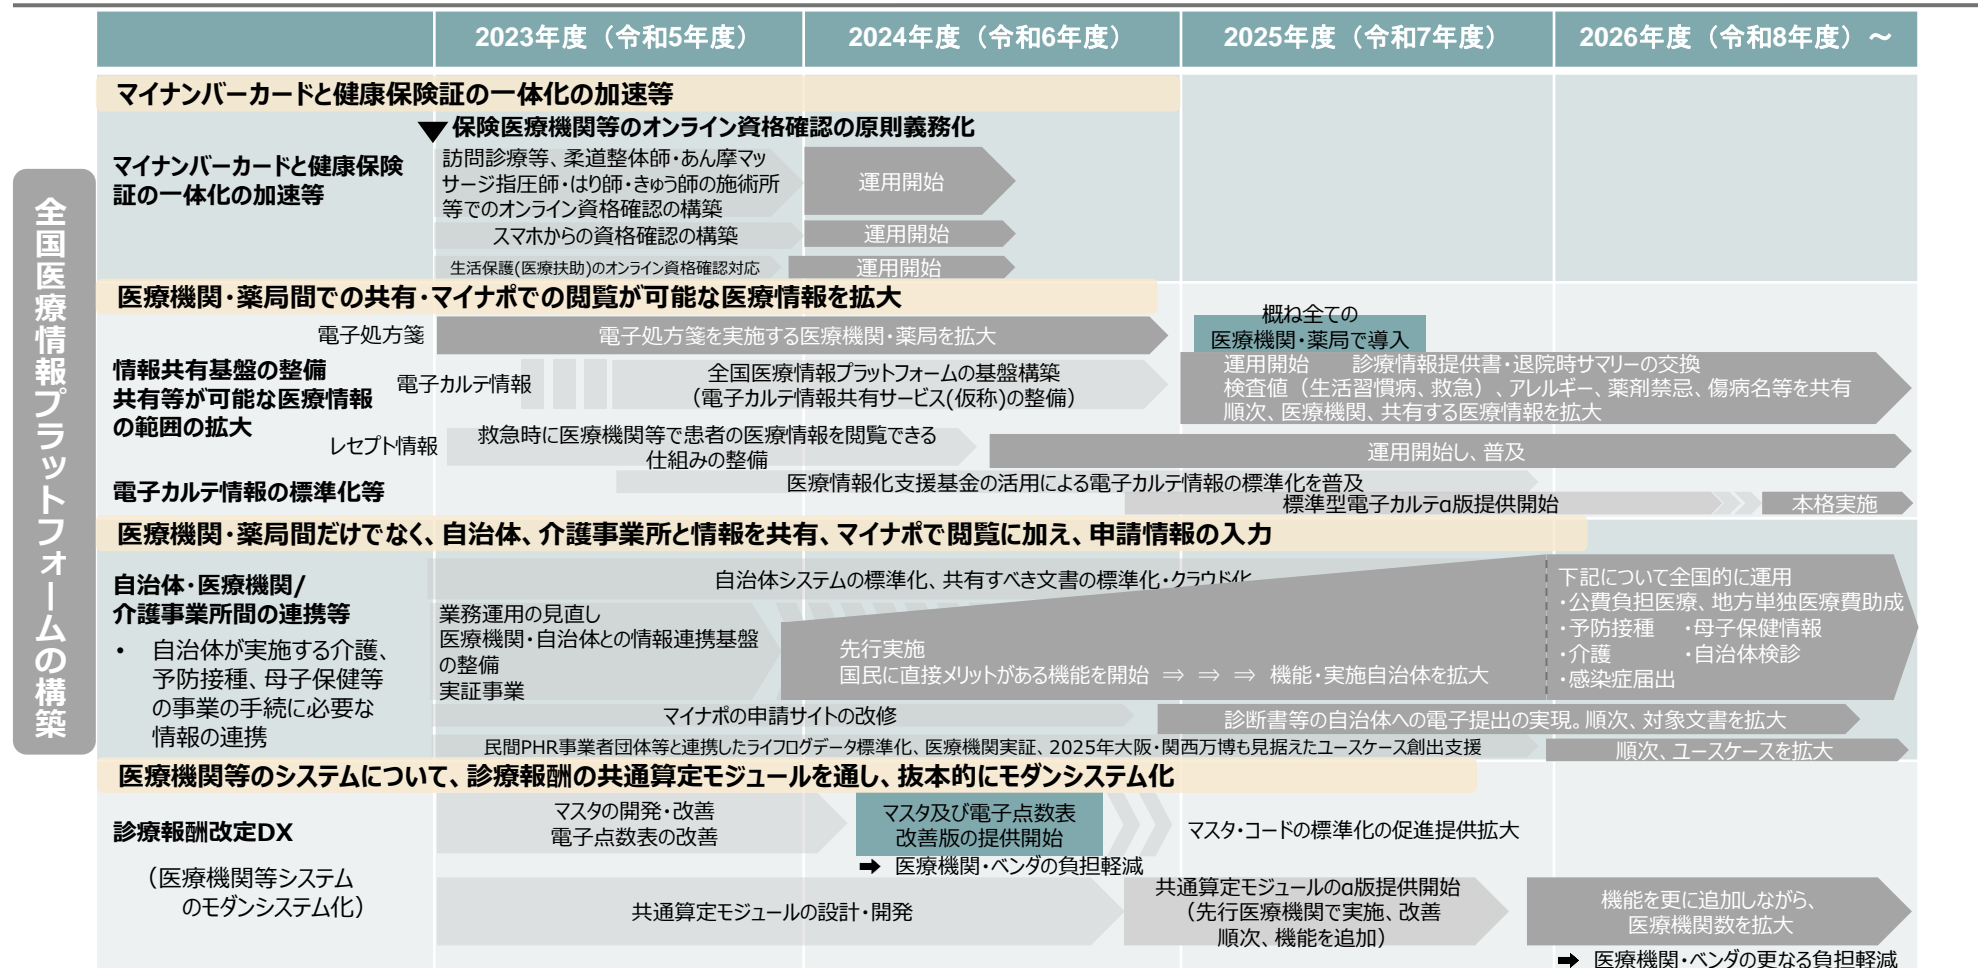 2023年度（令和5年度）
2024年度（令和6年度）
2025年度（令和7年度）
2026年度（令和8年度）～
全国医療情報プラットフォームの構築
マイナンバーカードと健康保険証の一体化の加速等
▼保険医療機関等のオンライン資格確認の原則義務化
マイナンバーカードと健康保険
証の一体化の加速等
訪問診療等、柔道整体師・あん摩マッ
サージ指圧師・はり師・きゅう師の施術所
等でのオンライン資格確認の構築
運用開始
スマホからの資格確認の構築
運用開始
生活保護(医療扶助)のオンライン資格確認対応
運用開始
医療機関・薬局間での共有・マイナポでの閲覧が可能な医療情報を拡大
電子処方箋
電子処方箋を実施する医療機関・薬局を拡大
概ね全ての
医療機関・薬局で導入
情報共有基盤の整備
共有等が可能な医療情報
の範囲の拡大
電子カルテ情報
全国医療情報プラットフォームの基盤構築
（電子カルテ情報共有サービス(仮称)の整備）
運用開始　診療情報提供書・退院時サマリーの交換
検査値（生活習慣病、救急）、アレルギー、薬剤禁忌、傷病名等を共有
順次、医療機関、共有する医療情報を拡大
レセプト情報
救急時に医療機関等で患者の医療情報を閲覧できる
仕組みの整備
運用開始し、普及
電子カルテ情報の標準化等
医療情報化支援基金の活用による電子カルテ情報の標準化を普及
標準型電子カルテα版提供開始
本格実施
医療機関・薬局間だけでなく、自治体、介護事業所と情報を共有、マイナポで閲覧に加え、申請情報の入力
自治体・医療機関/
介護事業所間の連携等
• 自治体が実施する介護、
予防接種、母子保健等
の事業の手続に必要な
情報の連携
自治体システムの標準化、共有すべき文書の標準化・クラウド化
業務運用の見直し
医療機関・自治体との情報連携基盤
の整備
実証事業
先行実施
国民に直接メリットがある機能を開始 ⇒ ⇒ ⇒ 機能・実施自治体を拡大
下記について全国的に運用
・公費負担医療、地方単独医療費助成
・予防接種　・母子保健情報
・介護　・自治体検診
・感染症届出
マイナポの申請サイトの改修
診断書等の自治体への電子提出の実現。順次、対象文書を拡大
民間PHR事業者団体等と連携したライフログデータ標準化、医療機関実証、2025年大阪・関西万博も見据えたユースケース創出支援
順次、ユースケースを拡大
医療機関等のシステムについて、診療報酬の共通算定モジュールを通し、抜本的にモダンシステム化
診療報酬改定DX
（医療機関等システム
のモダンシステム化）
マスタの開発・改善
電子点数表の改善
マスタ及び電子点数表
改善版の提供開始
マスタ・コードの標準化の促進提供拡大
➡ 医療機関・ベンダの負担軽減
共通算定モジュールの設計・開発
共通算定モジュールのα版提供開始
（先行医療機関で実施、改善
順次、機能を追加）
機能を更に追加しながら、
医療機関数を拡大
➡ 医療機関・ベンダの更なる負担軽減